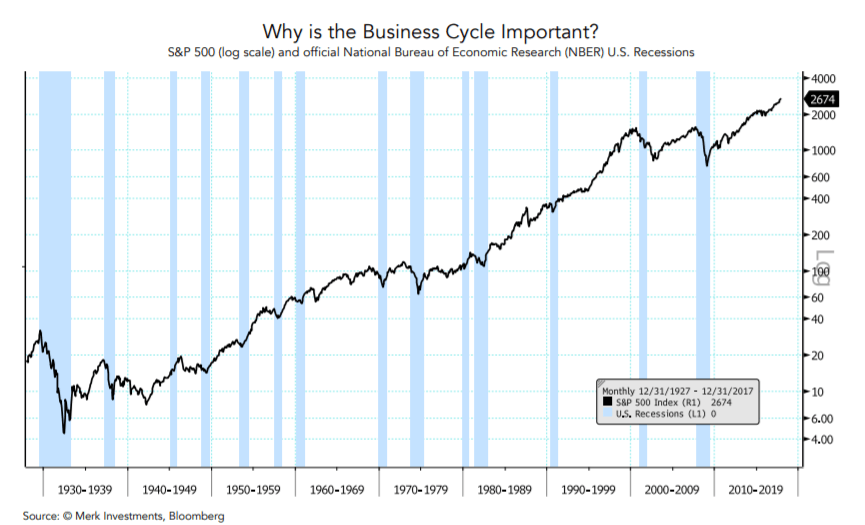 Why is the Business Cycle Important?
S&P 500 (log scale) and official National Bureau of Economic Research (NBER) U.S. Recessions
4000
2674
2000
1000
600
400
200
100
Log
60
40
20
10
6.00
4.00
Monthly 12/31/1927 - 12/31/2017
S&P 500 Index (R1) 2674
U.S. Recessions (L1) 0
1930-1939 1940-1949 1950-1959 1960-1969 1970-1979 1980-1989 1990-1999 2000-2009 2010-2019
Source: © Merk Investments, Bloomberg